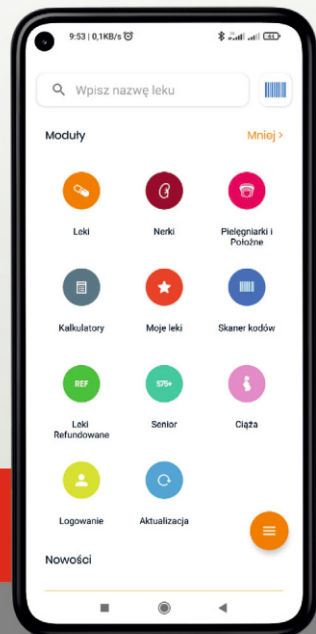 9:53 | 0,1KB/s
Wpisz nazwę leku
Moduły
Mniej >
Leki
Nerki
Pielęgniarki i
Położne
Kalkulatory
Moje leki
Skaner kodów
REF
S75+
Leki
Refundowane
Senior
Ciąża
Logowanie
Aktualizacja
Nowości